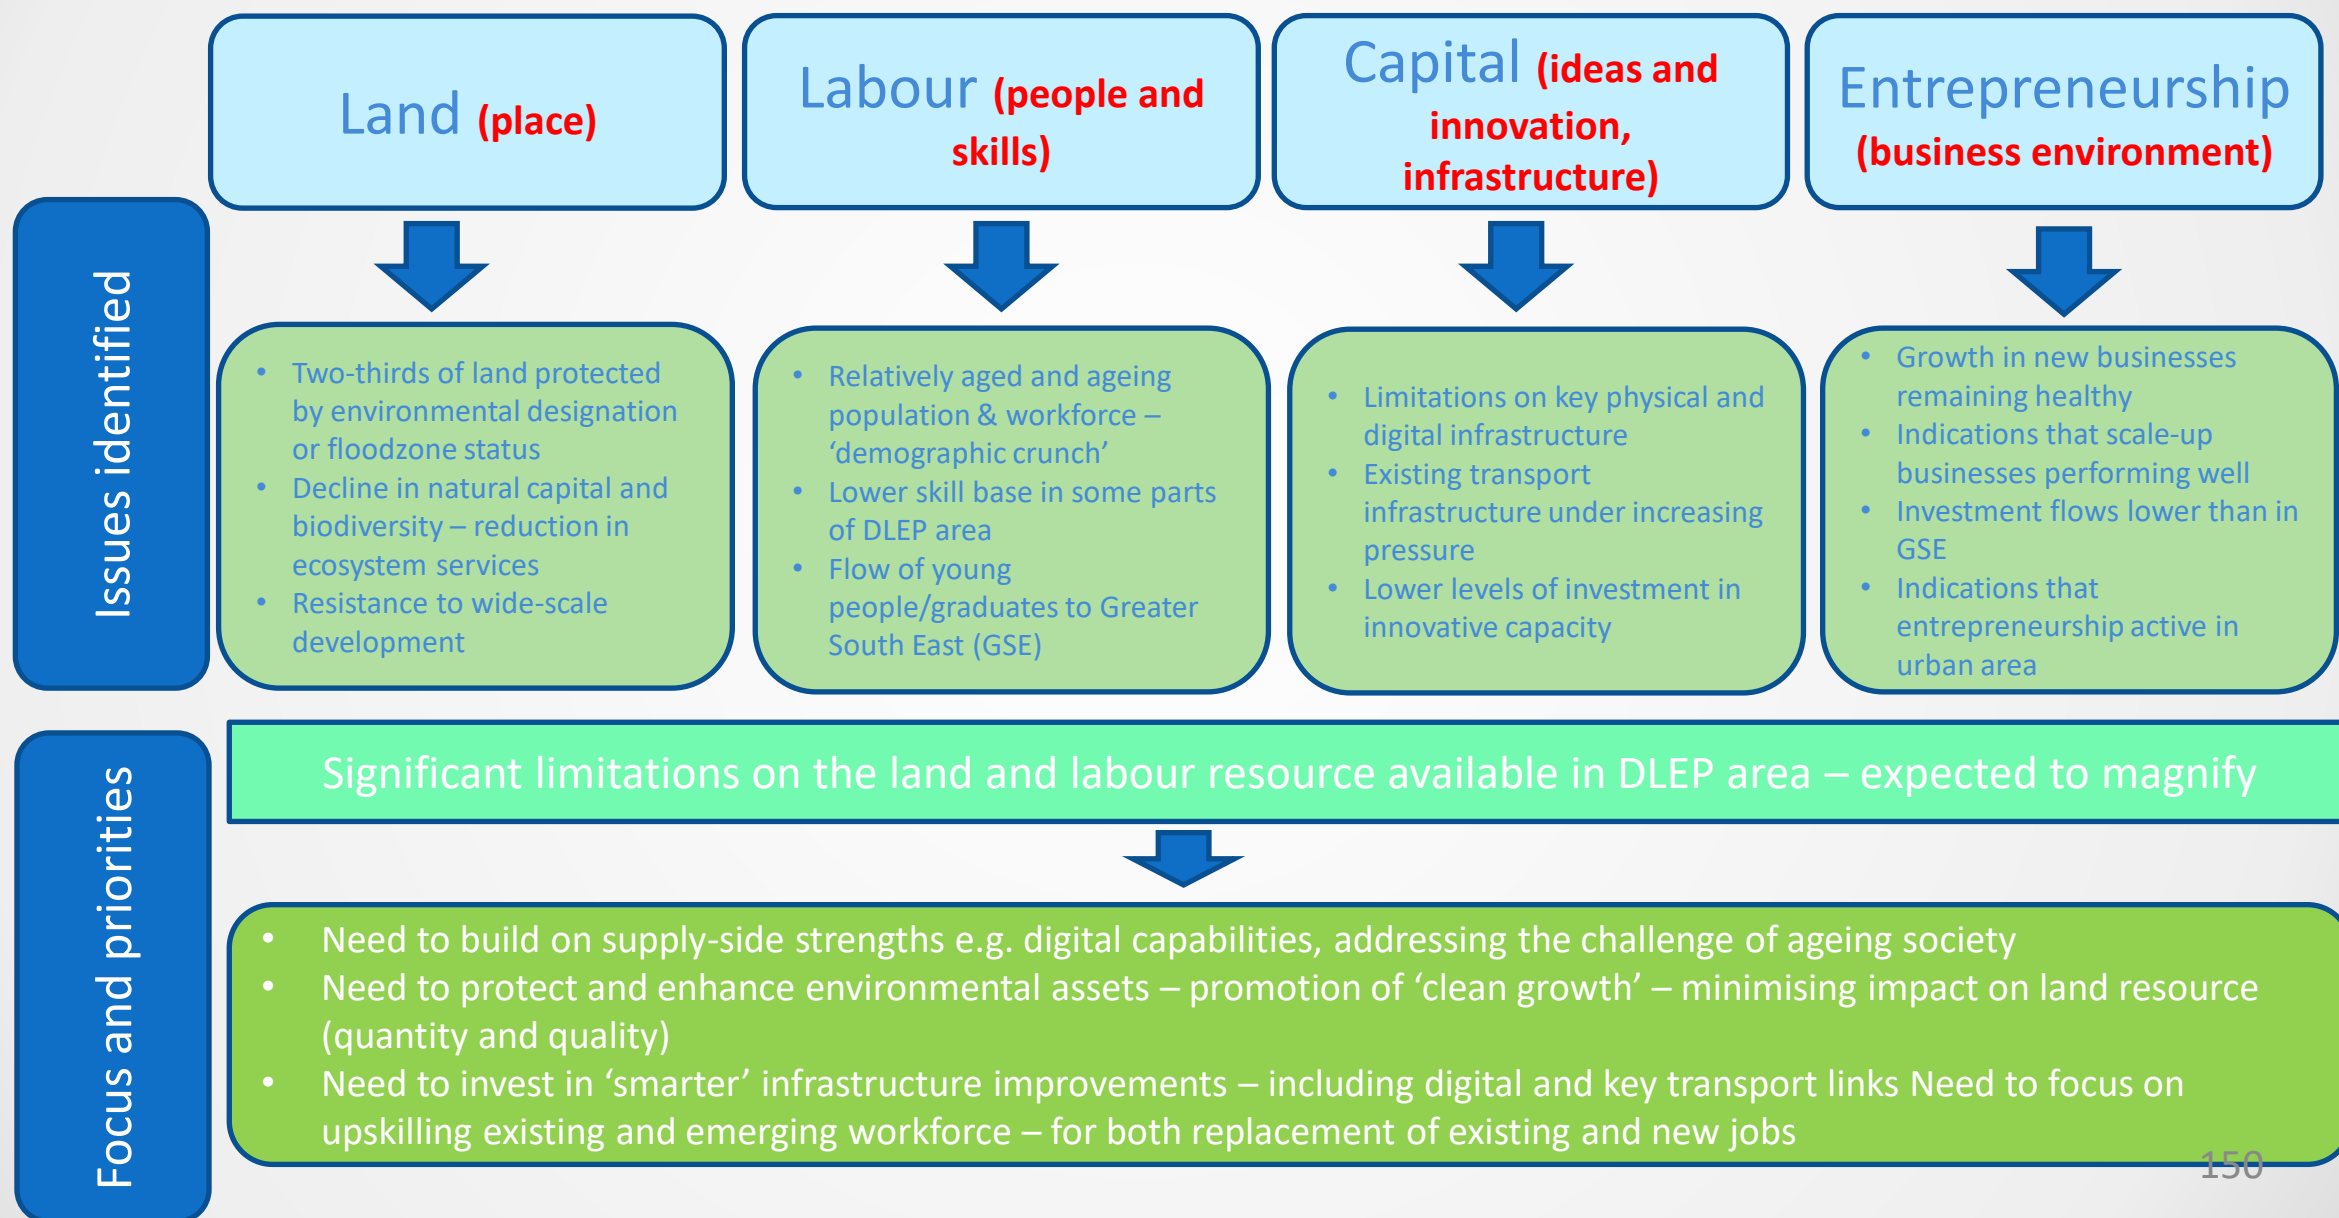 Land (place)
Labour (people and
skills)
Capital (ideas and
innovation,
infrastructure)
Entrepreneurship
(business environment)
Issues identified
• Two-thirds of land protected
by environmental designation
or floodzone status
• Decline in natural capital and
biodiversity – reduction in
ecosystem services
• Resistance to wide-scale
development
• Relatively aged and ageing
population & workforce –
‘demographic crunch’
• Lower skill base in some parts
of DLEP area
• Flow of young
people/graduates to Greater
South East (GSE)
• Limitations on key physical and
digital infrastructure
• Existing transport
infrastructure under increasing
pressure
• Lower levels of investment in
innovative capacity
• Growth in new businesses
remaining healthy
• Indications that scale-up
businesses performing well
• Investment flows lower than in
GSE
• Indications that
entrepreneurship active in
urban area
Focus and priorities
Significant limitations on the land and labour resource available in DLEP area – expected to magnify
• Need to build on supply-side strengths e.g. digital capabilities, addressing the challenge of ageing society
• Need to protect and enhance environmental assets – promotion of ‘clean growth’ – minimising impact on land resource
(quantity and quality)
• Need to invest in ‘smarter’ infrastructure improvements – including digital and key transport links Need to focus on
upskilling existing and emerging workforce – for both replacement of existing and new jobs
150